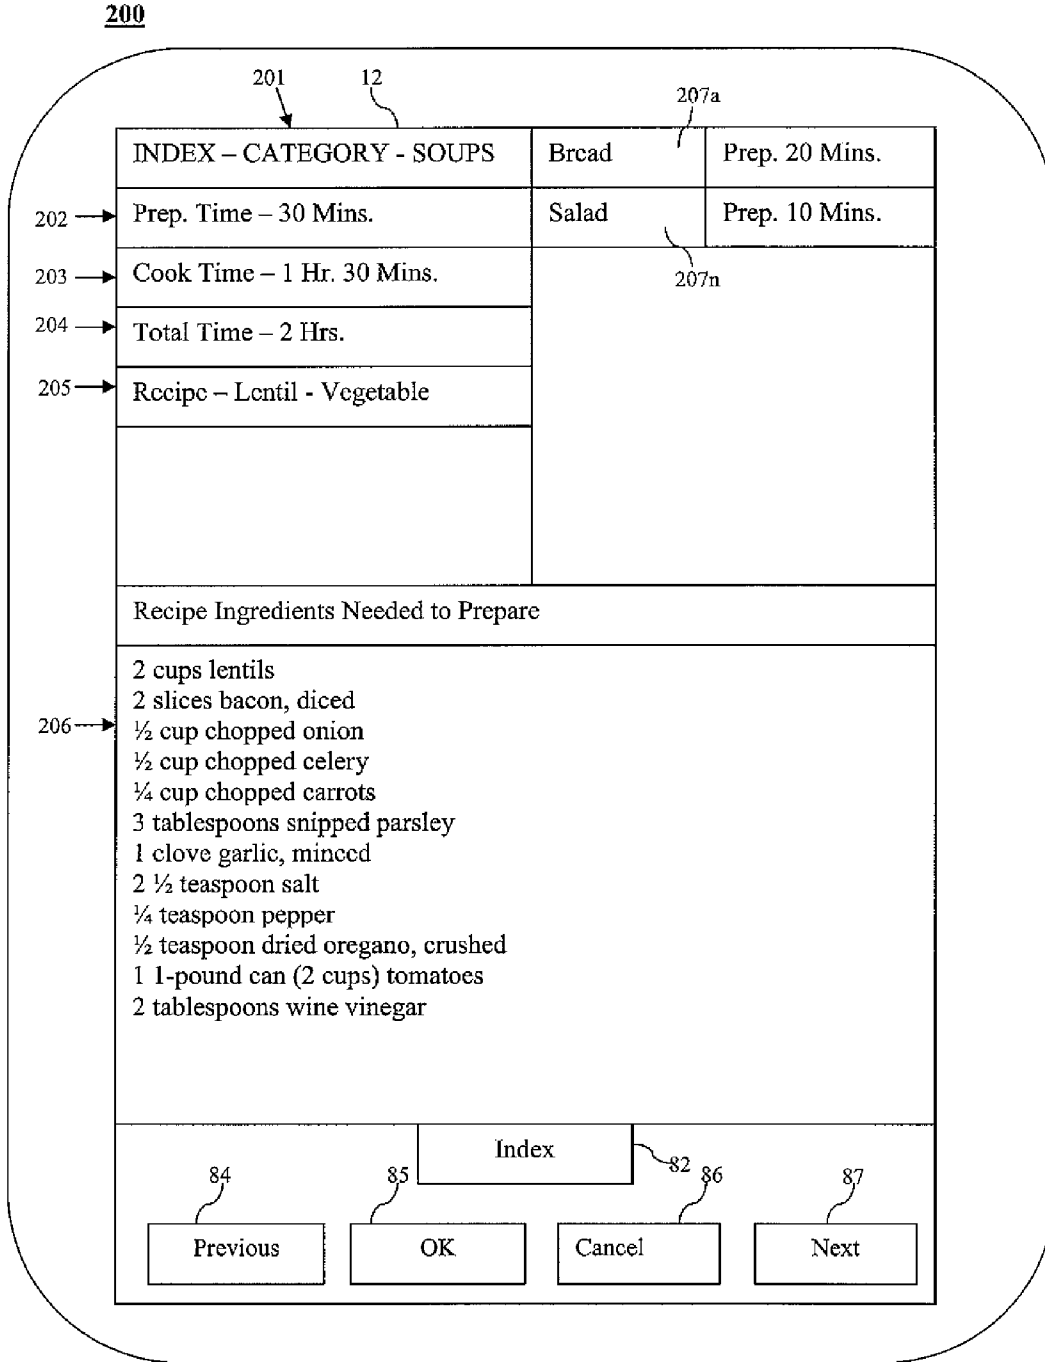 200
201
12
207a
INDEX – CATEGORY - SOUPS
Bread
Prep. 20 Mins.
202
Prep. Time – 30 Mins.
Salad
Prep. 10 Mins.
203
Cook Time – 1 Hr. 30 Mins.
207n
204
Total Time – 2 Hrs.
205
Recipe – Lentil - Vegetable
Recipe Ingredients Needed to Prepare
2 cups lentils
2 slices bacon, diced
206
½ cup chopped onion
½ cup chopped celery
¼ cup chopped carrots
3 tablespoons snipped parsley
1 clove garlic, minced
2 ½ teaspoon salt
¼ teaspoon pepper
½ teaspoon dried oregano, crushed
1 1-pound can (2 cups) tomatoes
2 tablespoons wine vinegar
Index
82
84
85
86
87
Previous
OK
Cancel
Next